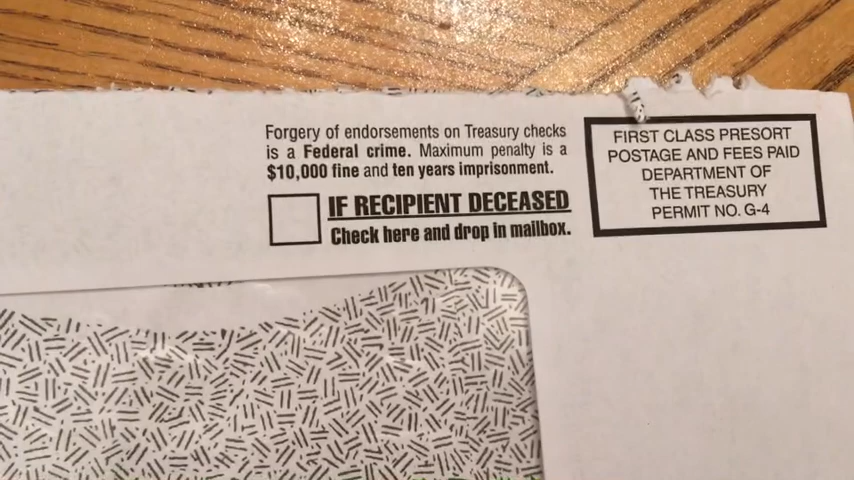 Forgery of endorsements on Treasury checks
is a Federal crime. Maximum penalty is a
$10,000 fine and ten years imprisonment.
IF RECIPIENT DECEASED
Check here and drop in mailbox.
FIRST CLASS PRESORT
POSTAGE AND FEES PAID
DEPARTMENT OF
THE TREASURY
PERMIT NO. G-4